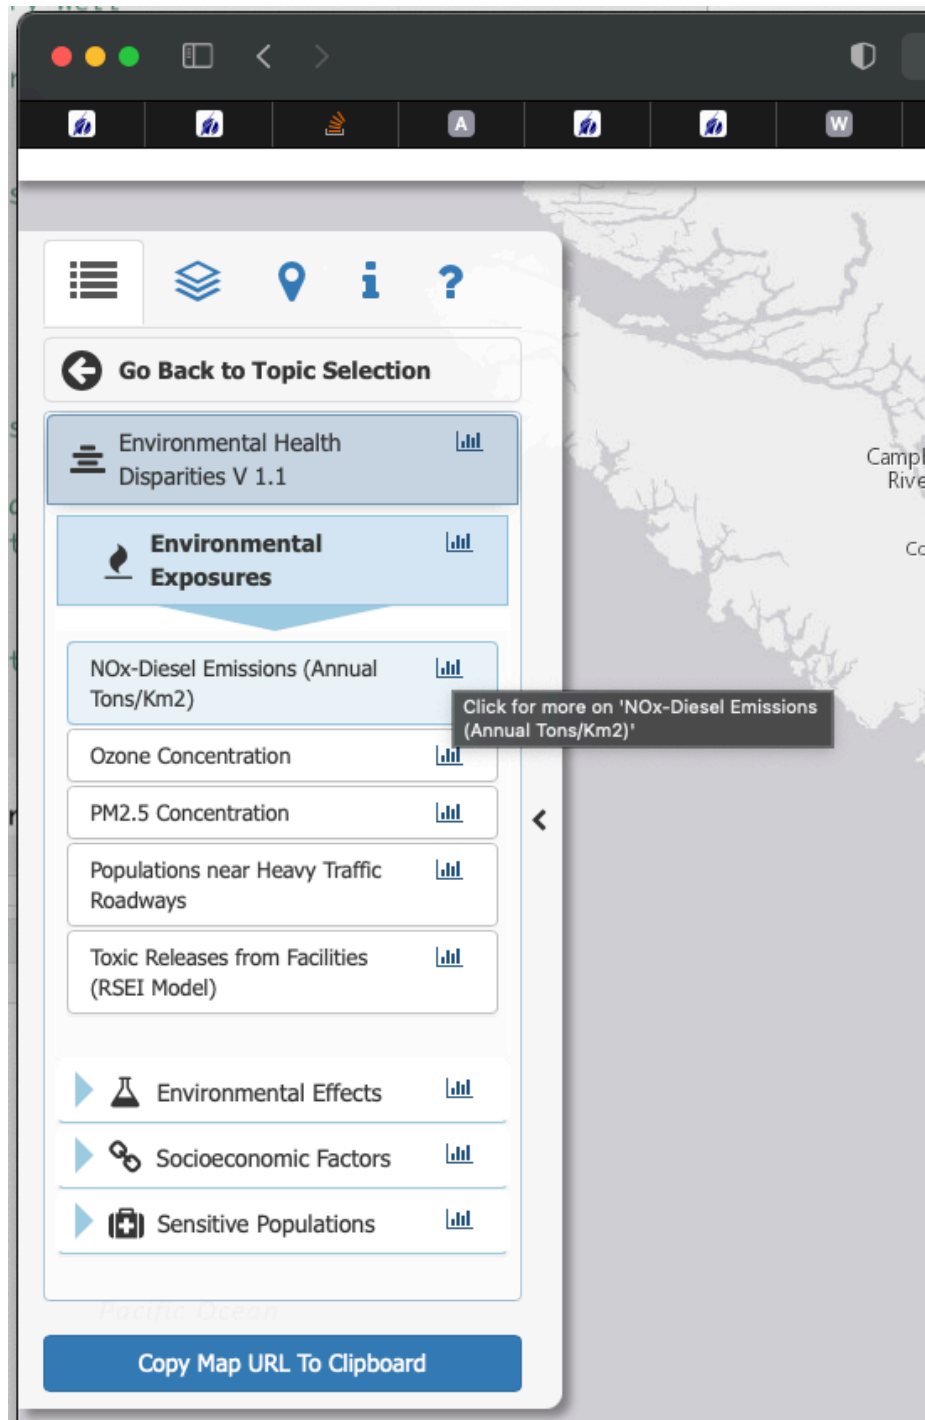 A
W
Go Back to Topic Selection
Environmental Health
Disparities V 1.1
Environmental
Exposures
NOx-Diesel Emissions (Annual
Tons/Km2)
Click for more on 'NOx-Diesel Emissions
(Annual Tons/Km2)'
Ozone Concentration
PM2.5 Concentration
Populations near Heavy Traffic
Roadways
Toxic Releases from Facilities
(RSEI Model)
Environmental Effects
Socioeconomic Factors
Sensitive Populations
Pacific Ocean
Copy Map URL To Clipboard